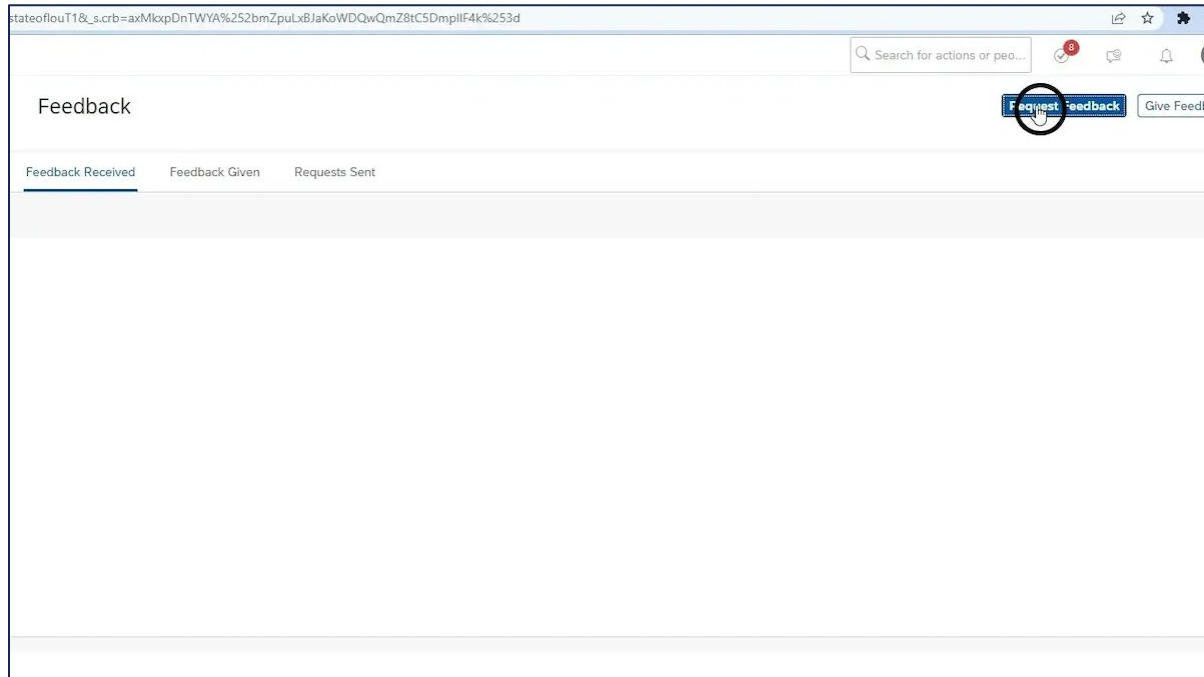 stateoflouT1&_s.crb=axMkxpDnTWYA%252bmZpuLxBJaKoWDQwQmZ8tC5DmpIIF4k%253d
Search for actions or peo...
8
Feedback
Request Feedback
Give Feed
Feedback Received
Feedback Given
Requests Sent